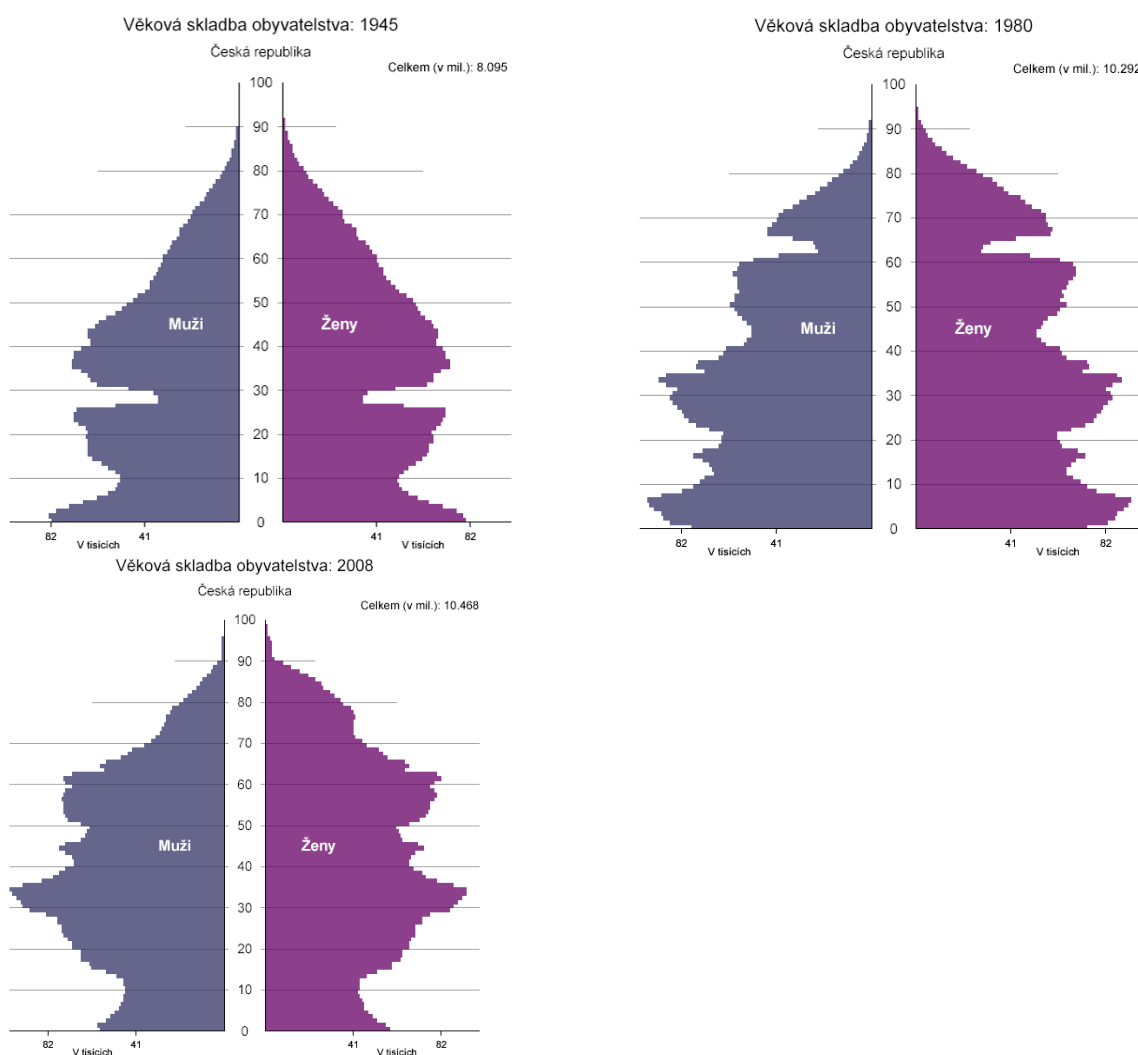 Věková skladba obyvatelstva: 1945
Česká republika
Celkem (v mil.): 8.095
100
90
80
70
60
50
40
30
20
10
0
Muži
Ženy
82
41
41
82
V tisících
V tisících
Věková skladba obyvatelstva: 1980
Česká republika
Celkem (v mil.): 10.292
100
90
80
70
60
50
40
30
20
10
0
Muži
Ženy
82
41
41
82
V tisících
V tisících
Věková skladba obyvatelstva: 2008
Česká republika
Celkem (v mil.): 10.468
100
90
80
70
60
50
40
30
20
10
0
Muži
Ženy
82
41
41
82
V tisících
V tisících